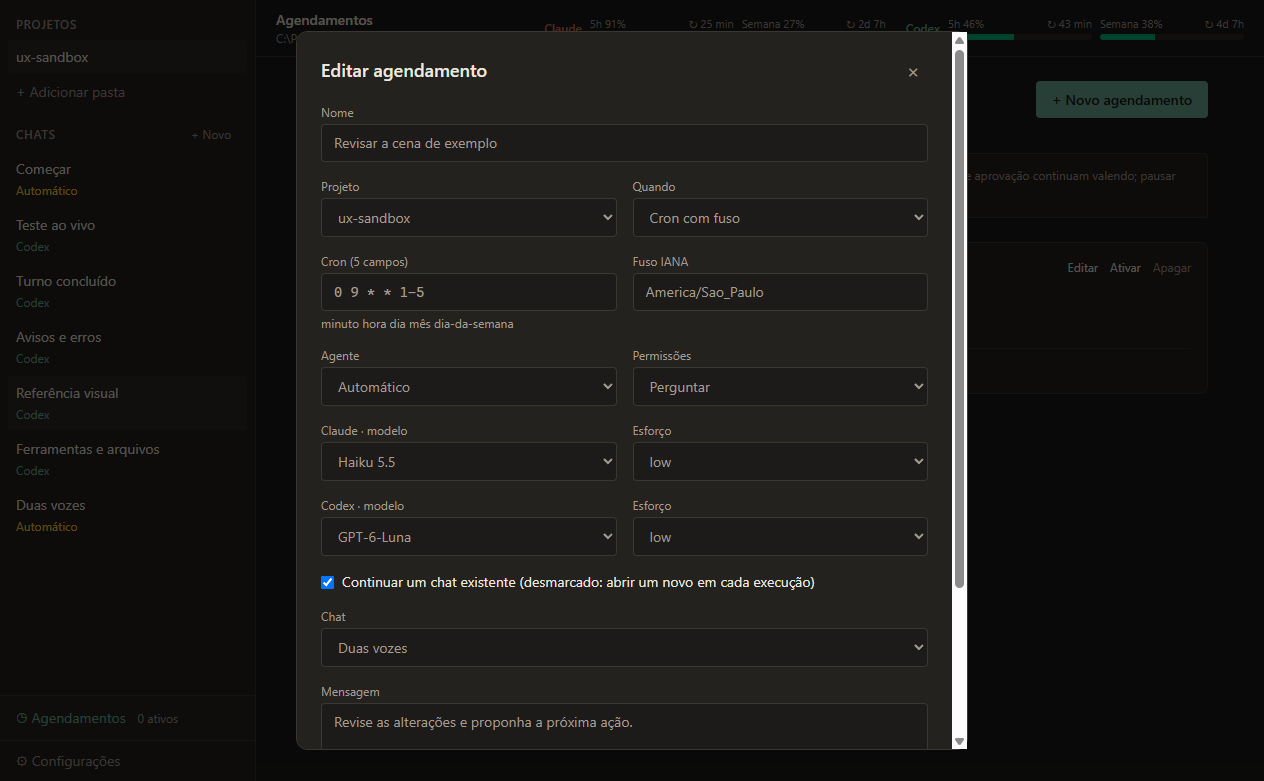 PROJETOS
ux-sandbox
+ Adicionar pasta
CHATS
+ Novo
Começar
Automático
Teste ao vivo
Codex
Turno concluído
Codex
Avisos e erros
Codex
Referência visual
Codex
Ferramentas e arquivos
Codex
Duas vozes
Automático
Agendamentos 0 ativos
Configurações
Agendamentos
Claude 5h 91% ↻ 25 min Semana 27% ↻ 2d 7h
Codex 5h 46% ↻ 43 min Semana 38% ↻ 4d 7h
+ Novo agendamento
e aprovação continuam valendo; pausar
Editar Ativar Apagar
Editar agendamento ×
Nome
Revisar a cena de exemplo
Projeto Quando
ux-sandbox Cron com fuso
Cron (5 campos) Fuso IANA
0 9 * * 1-5 America/Sao_Paulo
minuto hora dia mês dia-da-semana
Agente Permissões
Automático Perguntar
Claude · modelo Esforço
Haiku 5.5 low
Codex · modelo Esforço
GPT-6-Luna low
Continuar um chat existente (desmarcado: abrir um novo em cada execução)
Chat
Duas vozes
Mensagem
Revise as alterações e proponha a próxima ação.